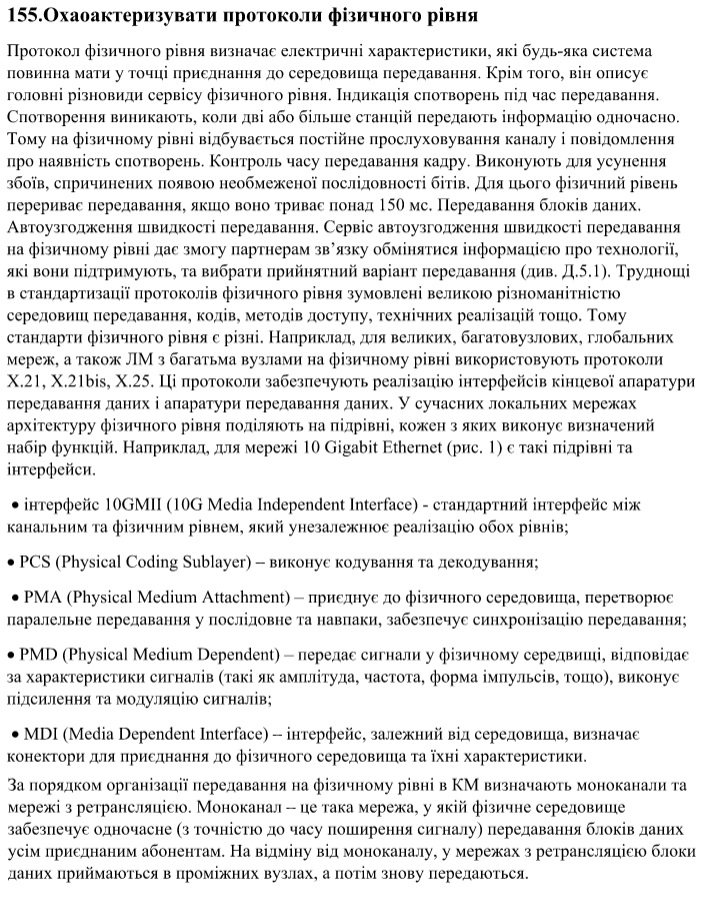 155.Охаоактеризувати протоколи фізичного рівня
Протокол фізичного рівня визначає електричні характеристики, які будь-яка система
повинна мати у точці приєднання до середовища передавання. Крім того, він описує
головні різновиди сервісу фізичного рівня. Індикація спотворень під час передавання.
Спотворення виникають, коли дві або більше станцій передають інформацію одночасно.
Тому на фізичному рівні відбувається постійне прослуховування каналу і повідомлення
про наявність спотворень. Контроль часу передавання кадру. Виконують для усунення
збоїв, спричинених появою необмеженої послідовності бітів. Для цього фізичний рівень
перериває передавання, якщо воно триває понад 150 мс. Передавання блоків даних.
Автоузгодження швидкості передавання. Сервіс автоузгодження швидкості передавання
на фізичному рівні дає змогу партнерам зв’язку обмінятися інформацією про технології,
які вони підтримують, та вибрати прийнятний варіант передавання (див. Д.5.1). Труднощі
в стандартизації протоколів фізичного рівня зумовлені великою різноманітністю
середовищ передавання, кодів, методів доступу, технічних реалізацій тощо. Тому
стандарти фізичного рівня є різні. Наприклад, для великих, багатовузлових, глобальних
мереж, а також ЛМ з багатьма вузлами на фізичному рівні використовують протоколи
X.21, X.21bis, X.25. Ці протоколи забезпечують реалізацію інтерфейсів кінцевої апаратури
передавання даних і апаратури передавання даних. У сучасних локальних мережах
архітектуру фізичного рівня поділяють на підрівні, кожен з яких виконує визначений
набір функцій. Наприклад, для мережі 10 Gigabit Ethernet (рис. 1) є такі підрівні та
інтерфейси.
• інтерфейс 10GMII (10G Media Independent Interface) - стандартний інтерфейс між
канальним та фізичним рівнем, який унезалежнює реалізацію обох рівнів;
• PCS (Physical Coding Sublayer) – виконує кодування та декодування;
• PMA (Physical Medium Attachment) – приєднує до фізичного середовища, перетворює
паралельне передавання у послідовне та навпаки, забезпечує синхронізацію передавання;
• PMD (Physical Medium Dependent) – передає сигнали у фізичному середвищі, відповідає
за характеристики сигналів (такі як амплітуда, частота, форма імпульсів, тощо), виконує
підсилення та модуляцію сигналів;
• MDI (Media Dependent Interface) – інтерфейс, залежний від середовища, визначає
конектори для приєднання до фізичного середовища та їхні характеристики.
За порядком організації передавання на фізичному рівні в КМ визначають моноканали та
мережі з ретрансляцією. Моноканал – це така мережа, у якій фізичне середовище
забезпечує одночасне (з точністю до часу поширення сигналу) передавання блоків даних
усім приєднаним абонентам. На відміну від моноканалу, у мережах з ретрансляцією блоки
даних приймаються в проміжних вузлах, а потім знову передаються.